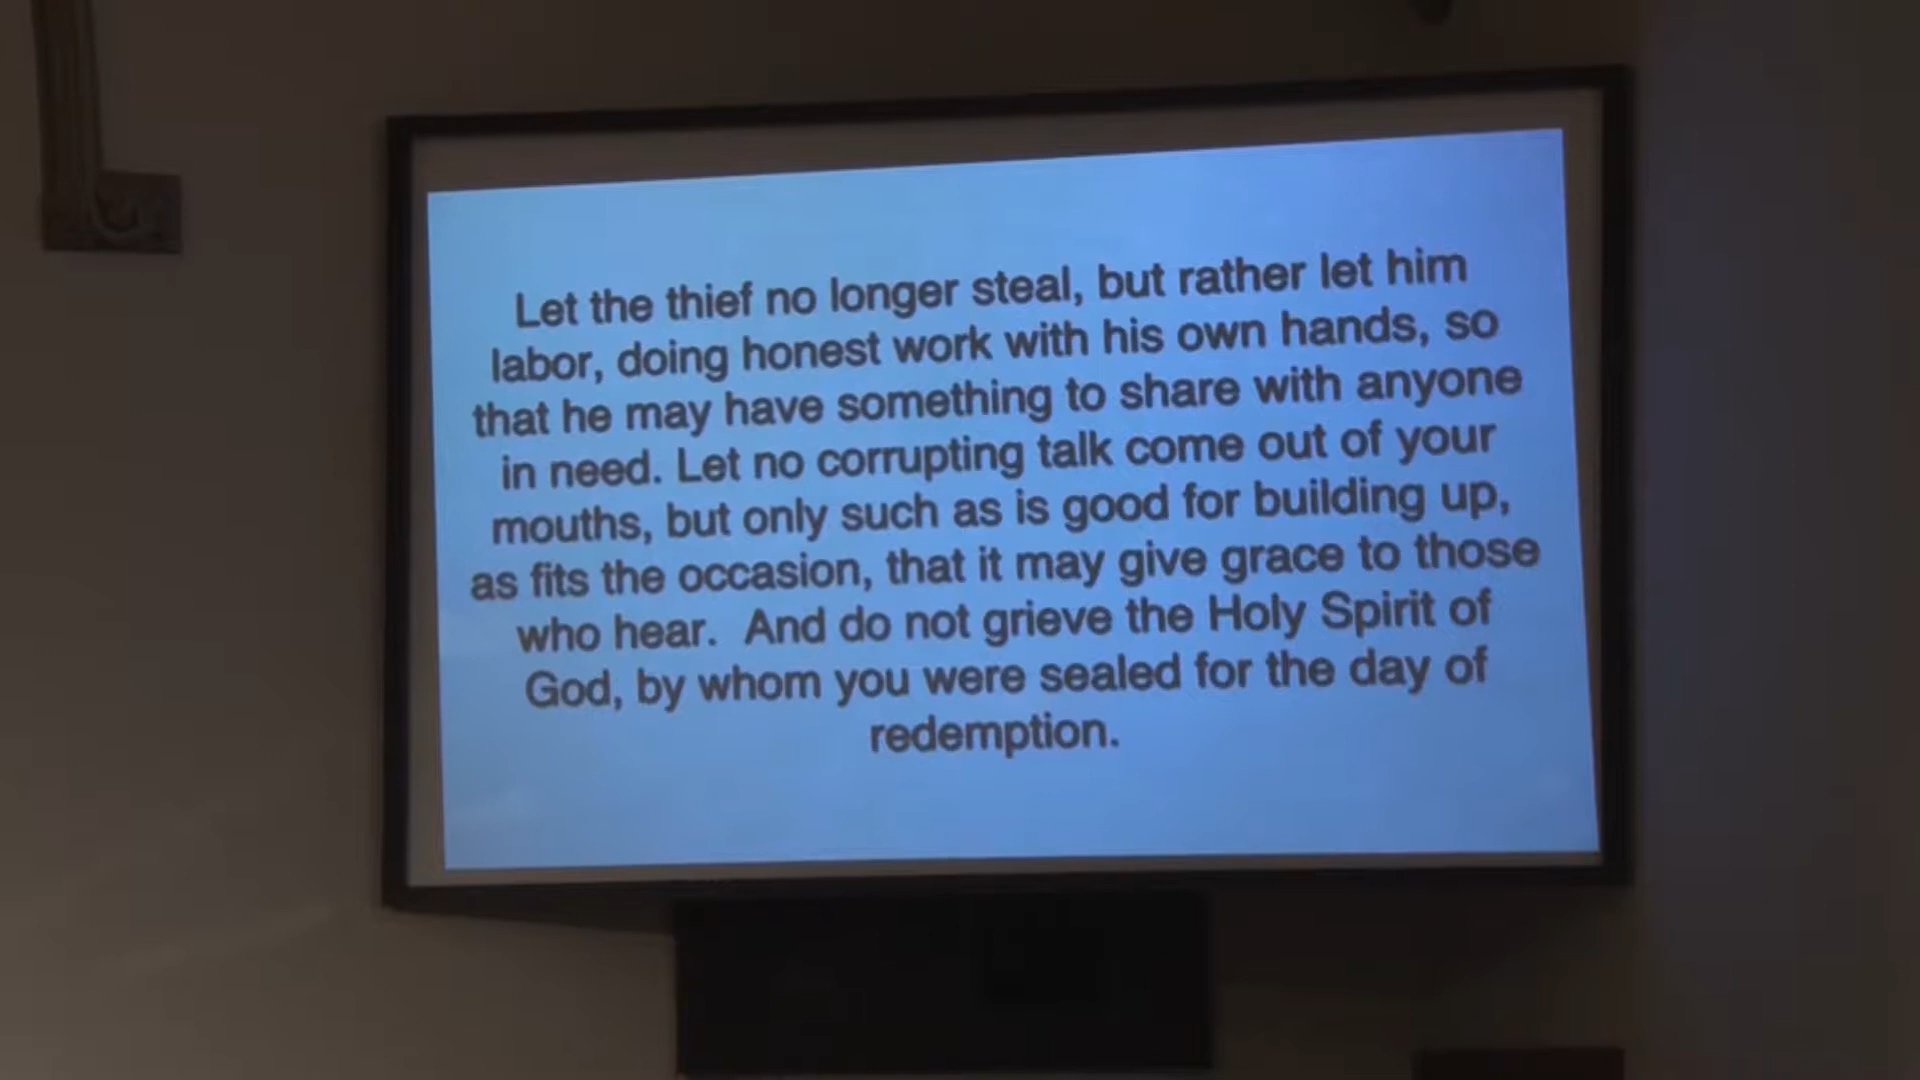 Let the thief no longer steal, but rather let him
labor, doing honest work with his own hands, so
that he may have something to share with anyone
in need. Let no corrupting talk come out of your
mouths, but only such as is good for building up,
as fits the occasion, that it may give grace to those
who hear.  And do not grieve the Holy Spirit of
God, by whom you were sealed for the day of
redemption.